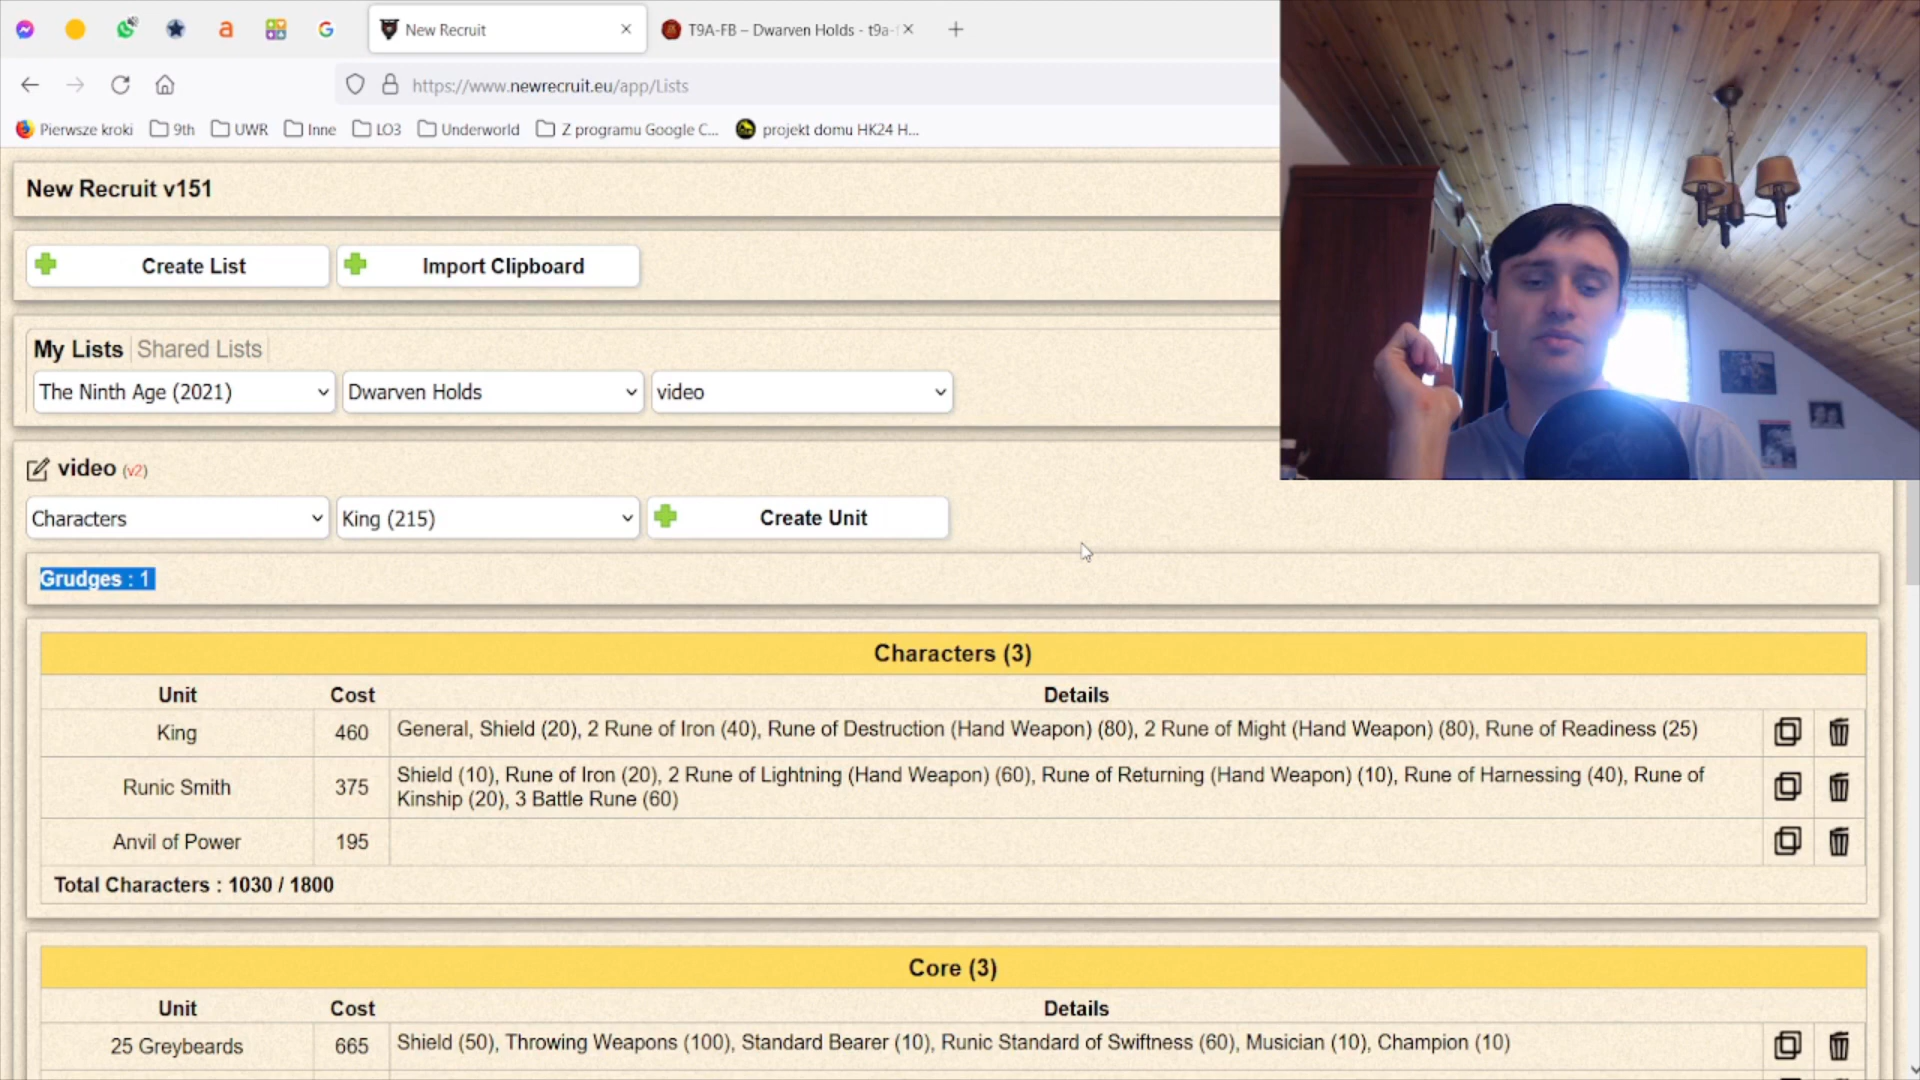 New Recruit
T9A-FB – Dwarven Holds - t9a-
https://www.newrecruit.eu/app/Lists
Pierwsze kroki 9th UWR Inne LO3 Underworld Z programu Google C... projekt domu HK24 H...
New Recruit v151
Create List Import Clipboard
My Lists Shared Lists
The Ninth Age (2021) Dwarven Holds video
video (v2)
Characters King (215) Create Unit
Grudges : 1
Characters (3)
Unit Cost Details
King 460 General, Shield (20), 2 Rune of Iron (40), Rune of Destruction (Hand Weapon) (80), 2 Rune of Might (Hand Weapon) (80), Rune of Readiness (25)
Runic Smith 375 Shield (10), Rune of Iron (20), 2 Rune of Lightning (Hand Weapon) (60), Rune of Returning (Hand Weapon) (10), Rune of Harnessing (40), Rune of
Kinship (20), 3 Battle Rune (60)
Anvil of Power 195
Total Characters : 1030 / 1800
Core (3)
Unit Cost Details
25 Greybeards 665 Shield (50), Throwing Weapons (100), Standard Bearer (10), Runic Standard of Swiftness (60), Musician (10), Champion (10)